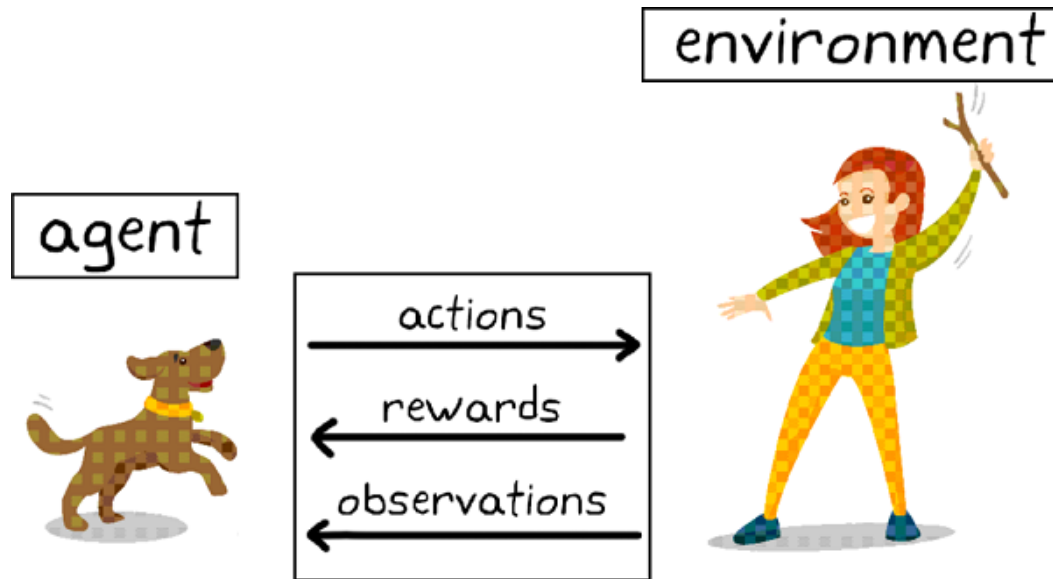 environment
agent
actions
rewards
observations